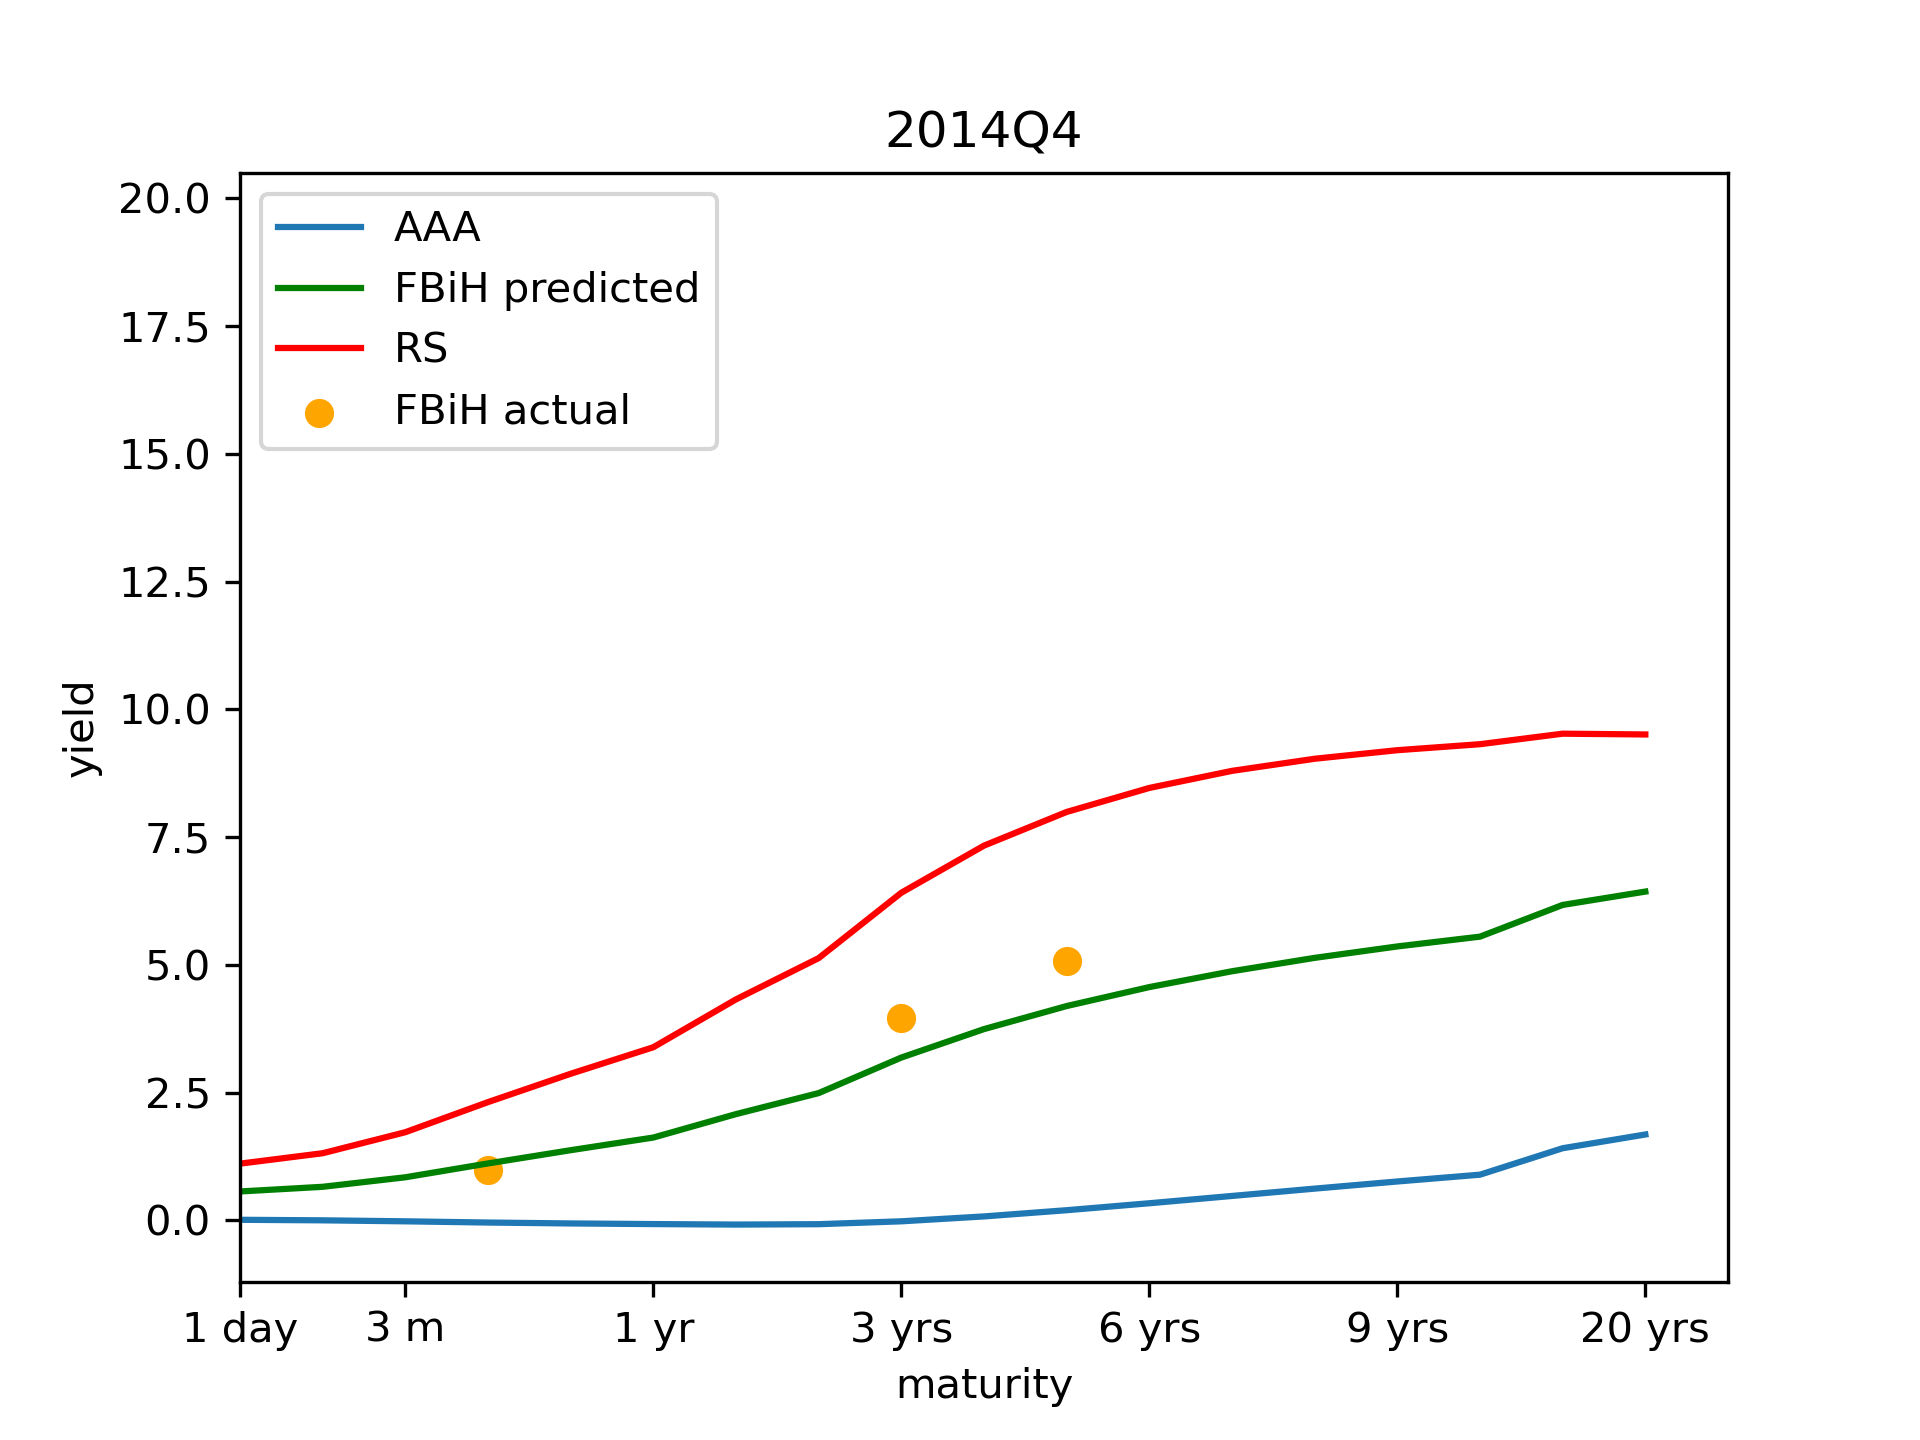 2014Q4
AAA
FBiH predicted
RS
FBiH actual
20.0
17.5
15.0
12.5
10.0
7.5
5.0
2.5
0.0
yield
1 day
3 m
1 yr
3 yrs
6 yrs
9 yrs
20 yrs
maturity